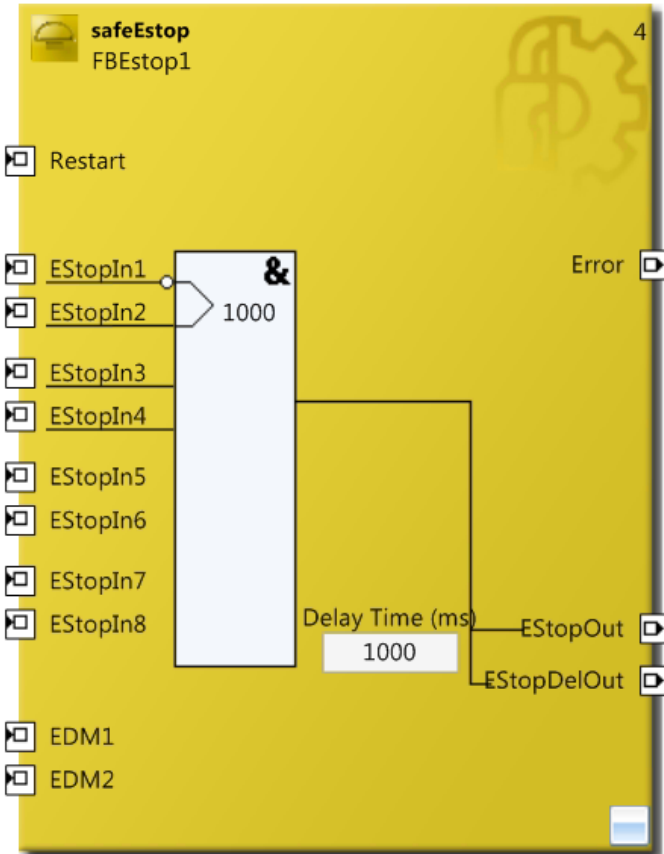 safeEstop
4
FBEstop1
Restart
EStopIn1
&
Error
EStopIn2
1000
EStopIn3
EStopIn4
EStopIn5
EStopIn6
EStopIn7
EStopIn8
Delay Time (ms)
EStopOut
1000
EStopDelOut
EDM1
EDM2